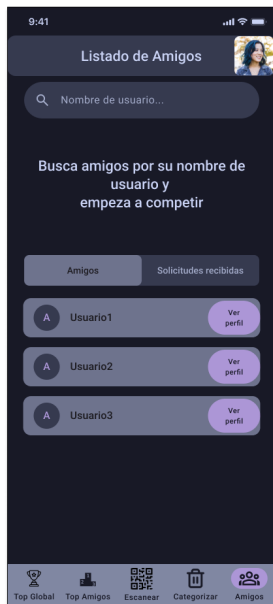 9:41
Listado de Amigos
Nombre de usuario...
Busca amigos por su nombre de
usuario y
empeza a competir
Amigos
Solicitudes recibidas
A
Usuario1
Ver
perfil
A
Usuario2
Ver
perfil
A
Usuario3
Ver
perfil
Top Global
Top Amigos
Escanear
Categorizar
Amigos